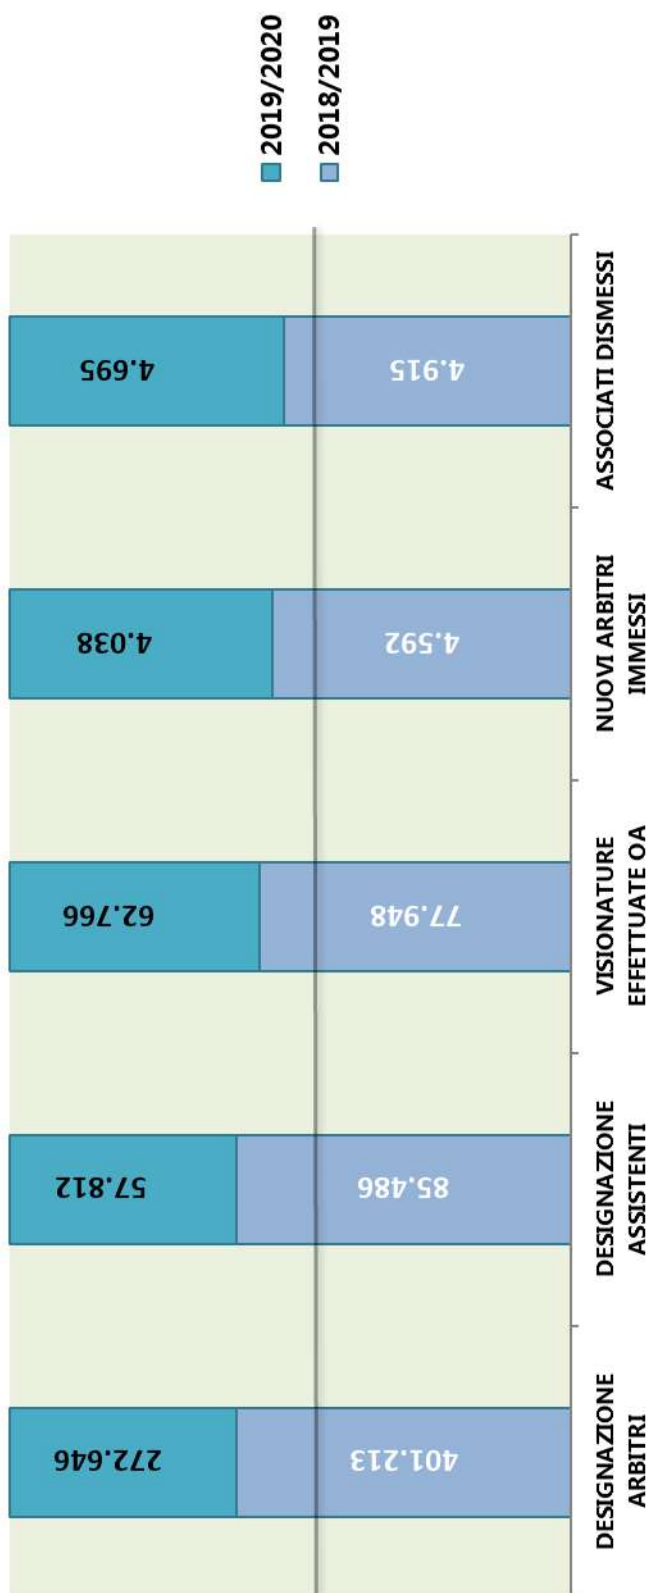 2019/2020
2018/2019
4.695
4.915
ASSOCIATI DISMESSI
4.038
4.592
NUOVI ARBITRI
IMMESSI
62.766
77.948
VISIONATURE
EFFETTUATE OA
57.812
85.486
DESIGNAZIONE
ASSISTENTI
272.646
401.213
DESIGNAZIONE
ARBITRI